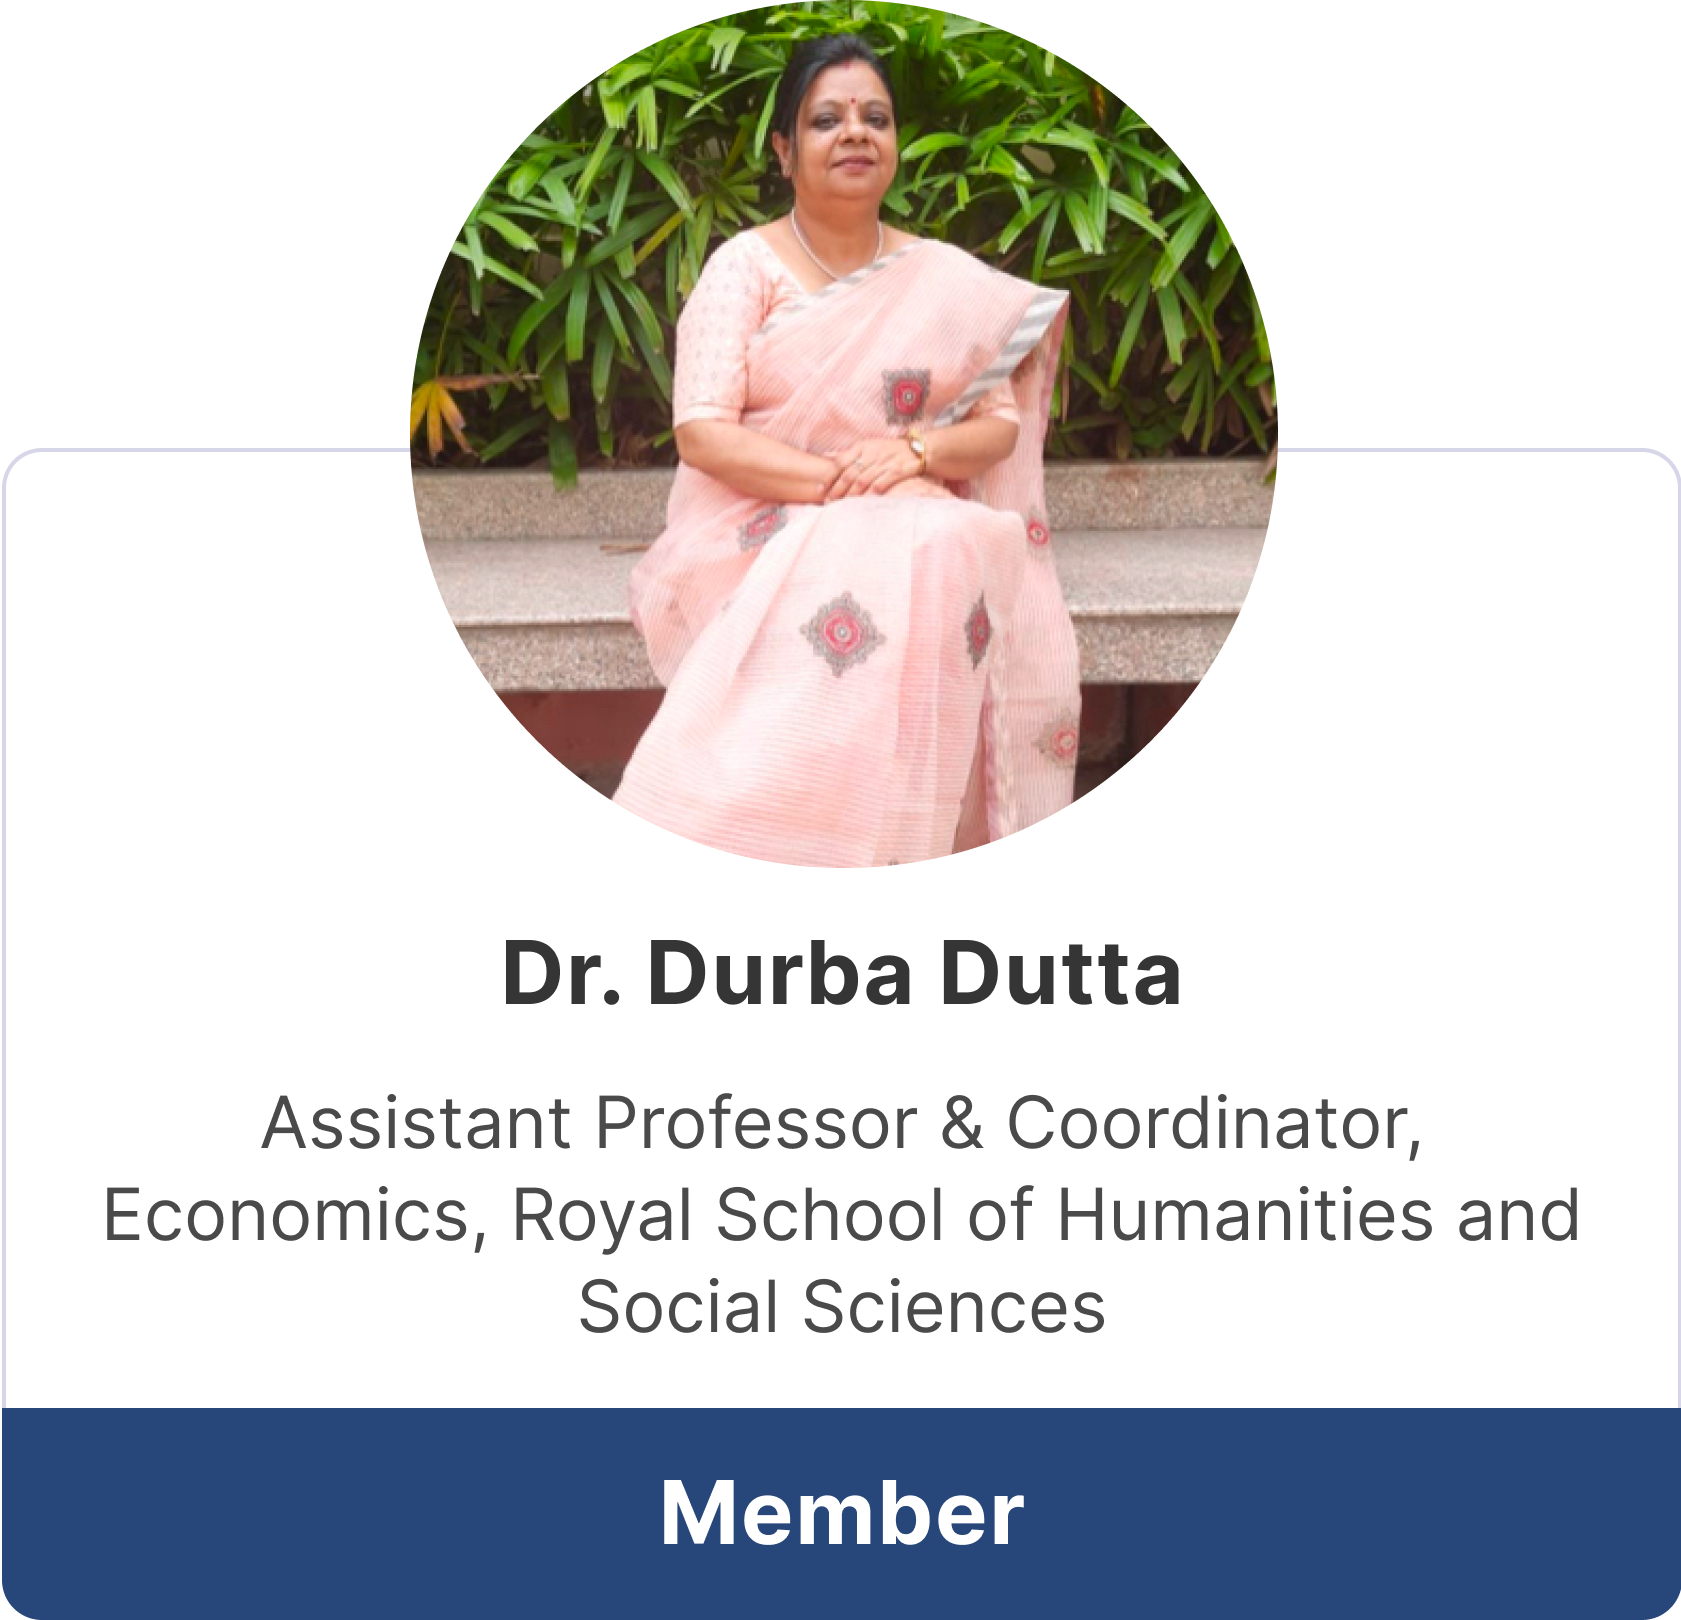 Dr. Durba Dutta
Assistant Professor & Coordinator,
Economics, Royal School of Humanities and
Social Sciences
Member